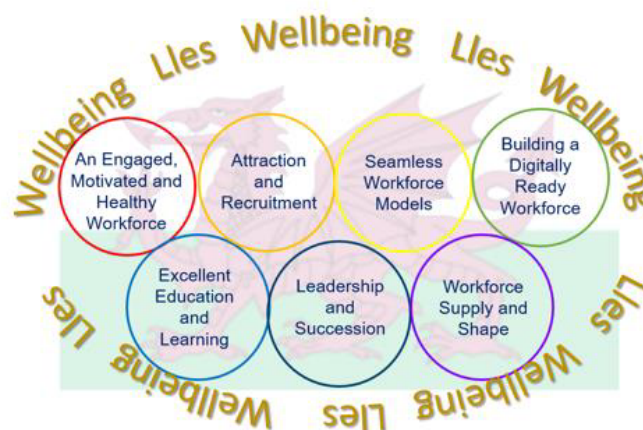 Wellbeing Lles Wellbeing Lles Wellbeing
An Engaged,
Motivated and
Healthy
Workforce
Attraction
and
Recruitment
Seamless
Workforce
Models
Building a
Digitally
Ready
Workforce
Excellent
Education
and
Learning
Leadership
and
Succession
Workforce
Supply and
Shape
Lles Wellbeing Lles Wellbeing Lles